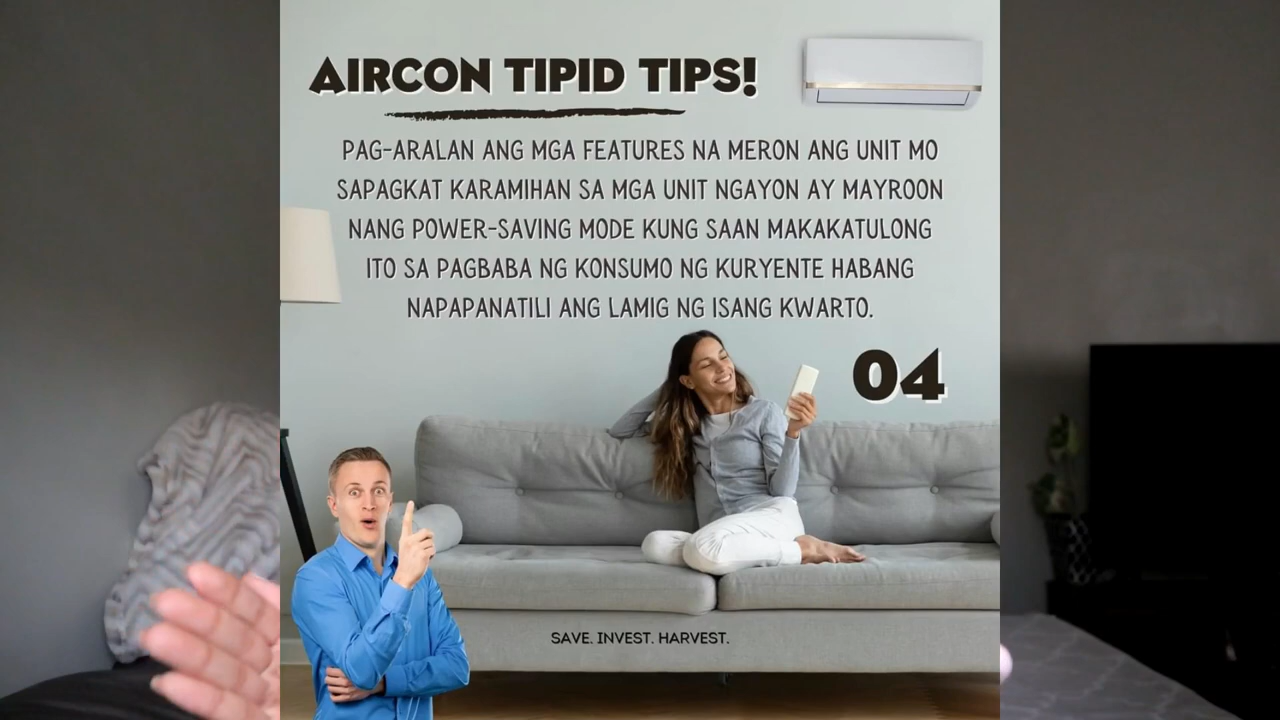 AIRCON TIPID TIPS!
PAG-ARALAN ANG MGA FEATURES NA MERON ANG UNIT MO
SAPAGKAT KARAMIHAN SA MGA UNIT NGAYON AY MAYROON
NANG POWER-SAVING MODE KUNG SAAN MAKAKATULONG
ITO SA PAGBABA NG KONSUMO NG KURYENTE HABANG
NAPAPANATILI ANG LAMIG NG ISANG KWARTO.
04
SAVE. INVEST. HARVEST.